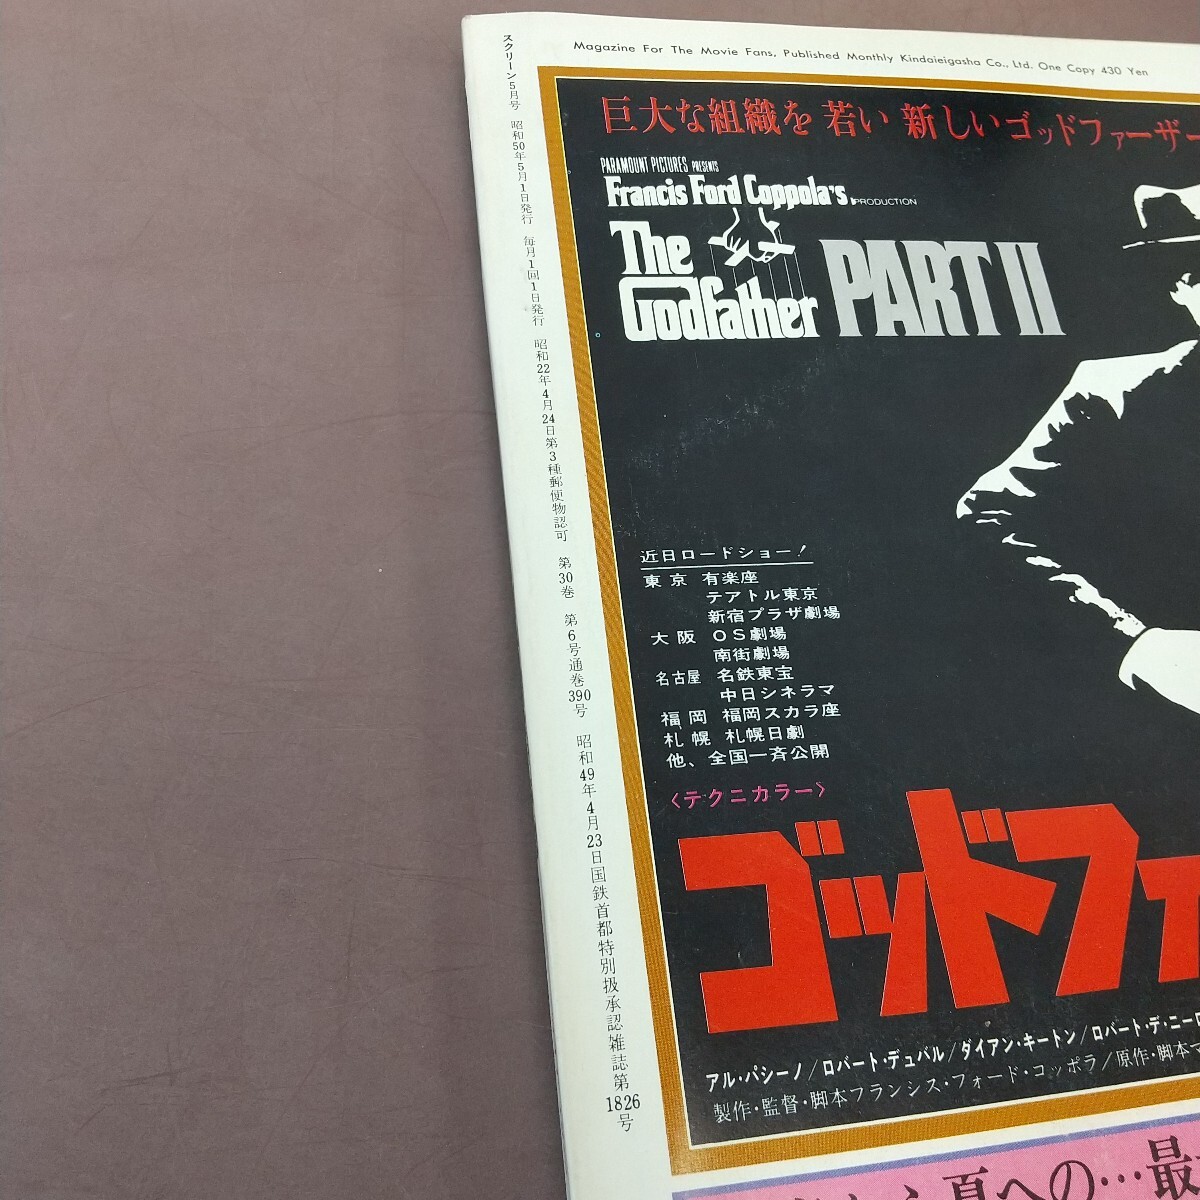 Magazine For The Movie Fans, Published Monthly Kindaieigasha Co., Ltd. One Copy 430 Yen
スクリーン5月号 昭和50年5月1日発行 毎月1回1日発行 昭和22年4月24日第3種郵便物認可 第30巻 第6号通巻390号 昭和49年4月23日国鉄首都特別扱承認雑誌第1826号
巨大な組織を 若い 新しいゴッドファーザー
PARAMOUNT PICTURES PRESENTS
Francis Ford Coppola's PRODUCTION
The Godfather PART II
近日ロードショー!
東京 有楽座
テアトル東京
新宿プラザ劇場
大阪 OS劇場
南街劇場
名古屋 名鉄東宝
中日シネラマ
福岡 福岡スカラ座
札幌 札幌日劇
他、全国一斉公開
〈テクニカラー〉
ゴッドファ
アル・パシーノ/ロバート・デュバル/ダイアン・キートン/ロバート・デ・ニーロ
製作・監督・脚本フランシス・フォード・コッポラ/原作・脚本マ
夏への…最